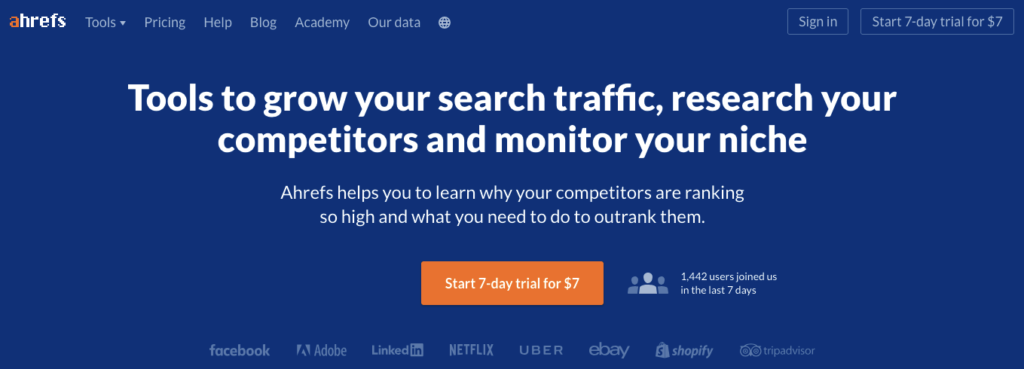 ahrefs Tools Pricing Help Blog Academy Our data Sign in Start 7-day trial for $7
Tools to grow your search traffic, research your
competitors and monitor your niche
Ahrefs helps you to learn why your competitors are ranking
so high and what you need to do to outrank them.
Start 7-day trial for $7
1,442 users joined us
in the last 7 days
facebook Adobe LinkedIn NETFLIX UBER ebay shopify tripadvisor